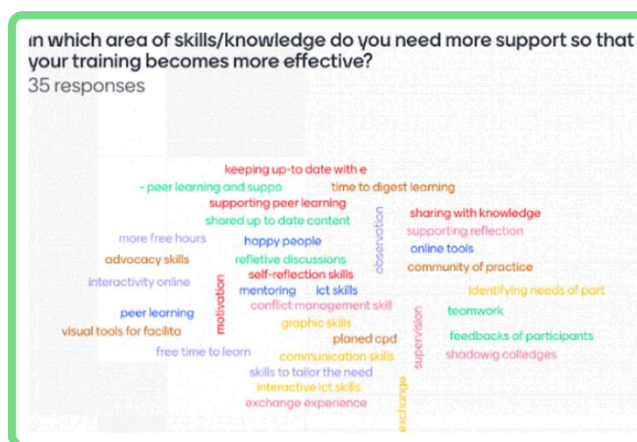 in which area of skills/knowledge do you need more support so that
your training becomes more effective?
35 responses
keeping up-to date with e
- peer learning and suppo
time to digest learning
supporting peer learning
sharing with knowledge
shared up to date content
observation
supporting reflection
more free hours
happy people
online tools
advocacy skills
refletive discussions
community of practice
self-reflection skills
interactivity online
motivation
mentoring
ict skills
identifying needs of part
conflict management skill
peer learning
teamwork
graphic skills
visual tools for facilita
planed cpd
supervision
feedbacks of participants
free time to learn
communication skills
shadowig colledges
skills to tailor the need
interactive ict skills
exchange
exchange experience